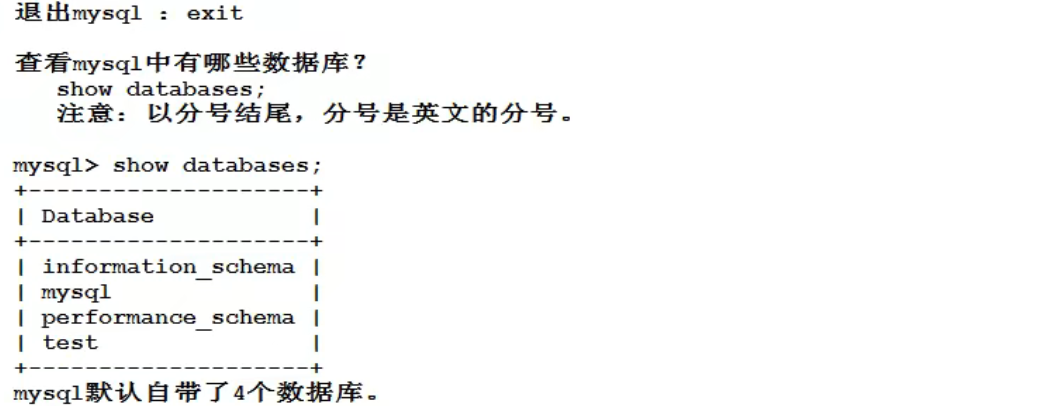 退出mysql : exit
查看mysql中有哪些数据库？
show databases;
注意：以分号结尾，分号是英文的分号。
mysql> show databases;
+--------------------+
| Database           |
+--------------------+
| information_schema |
| mysql              |
| performance_schema |
| test               |
+--------------------+
mysql默认自带了4个数据库。